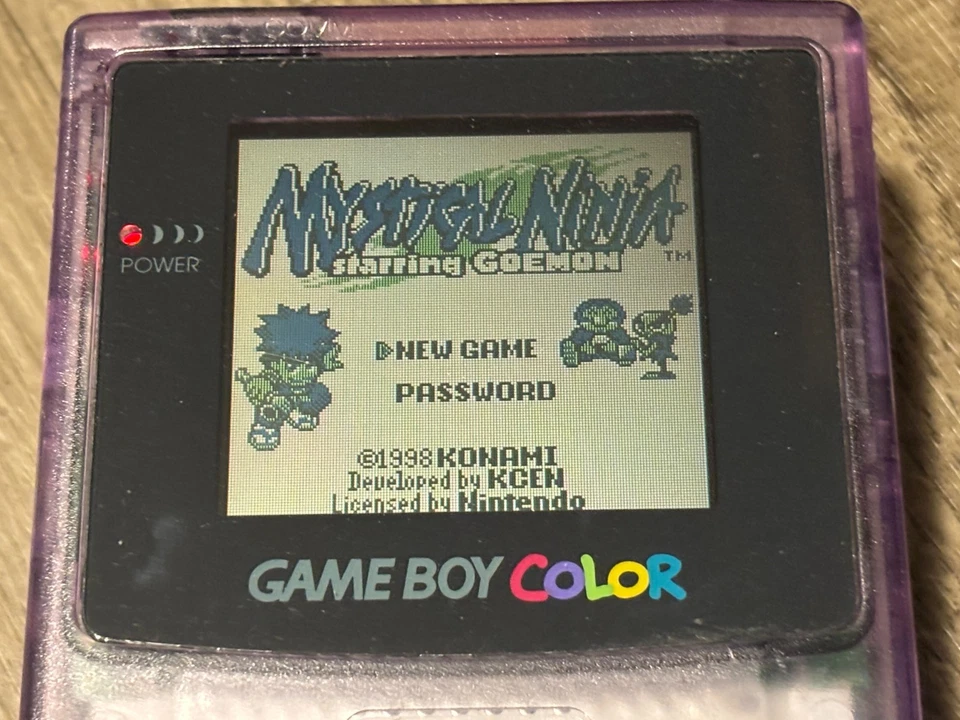 MYSTICAL NINJA
starring GOEMON ™
POWER
NEW GAME
PASSWORD
©1998 KONAMI
Developed by KCEN
Licensed by Nintendo
GAME BOY COLOR